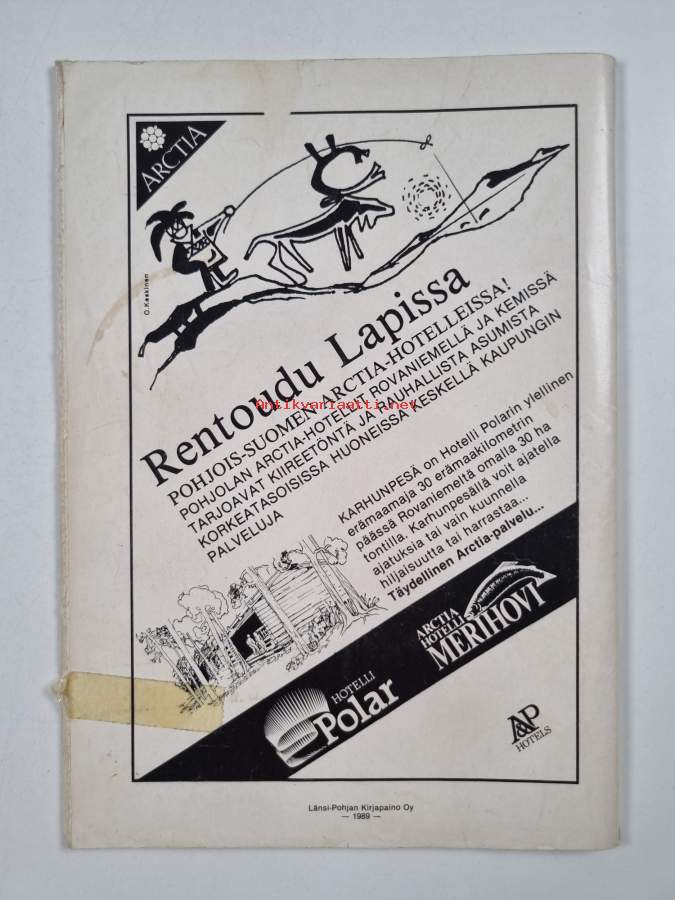 ARCTIA
O.Keskinen
Rentoudu Lapissa
POHJOIS-SUOMEN ARCTIA-HOTELLEISSA!
POHJOLAN ARCTIA-HOTELLIT ROVANIEMELLÄ JA KEMISSÄ
TARJOAVAT KIIREETÖNTÄ JA RAUHALLISTA ASUMISTA
KORKEATASOISISSA HUONEISSA KESKELLÄ KAUPUNGIN
PALVELUJA
Antikvariaatti.net
KARHUNPESÄ on Hotelli Polarin ylellinen
erämaamaja 30 erämaakilometrin
päässä Rovaniemeltä omalla 30 ha
tontilla. Karhunpesällä voit ajatella
ajatuksia tai vain kuunnella
hiljaisuutta tai harrastaa...
Täydellinen Arctia-palvelu...
ARCTIA
HOTELLI
MERIHOVI
HOTELLI
Polar
A&P
HOTELS
Länsi-Pohjan Kirjapaino Oy
— 1989 —